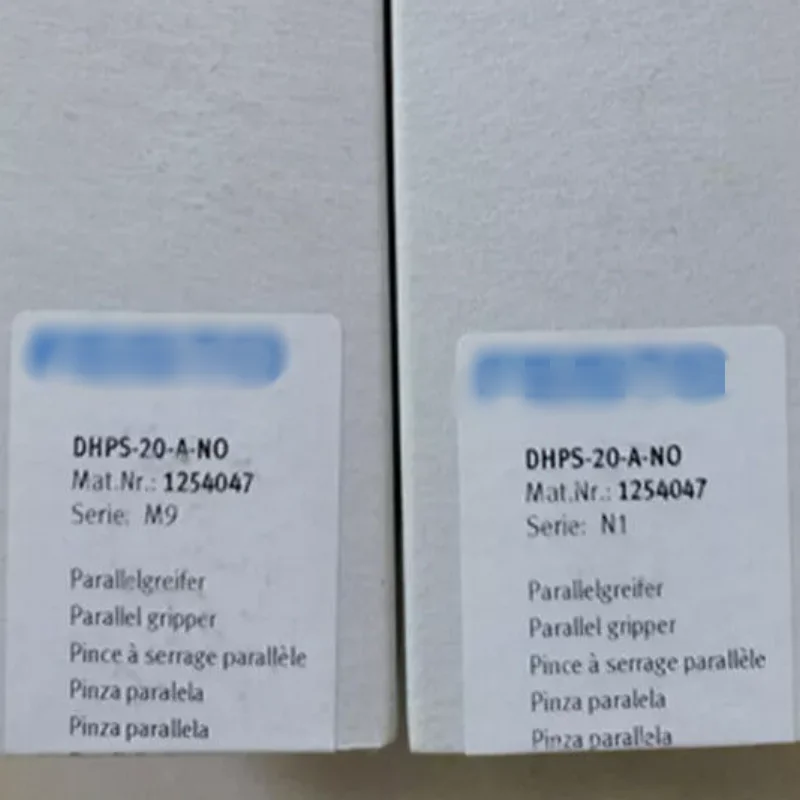 DHPS-20-A-NO
Mat.Nr.: 1254047
Serie: M9
Parallelgreifer
Parallel gripper
Pince à serrage parallèle
Pinza paralela
Pinza parallela
DHPS-20-A-NO
Mat.Nr.: 1254047
Serie: N1
Parallelgreifer
Parallel gripper
Pince à serrage parallèle
Pinza paralela
Pinza parallela